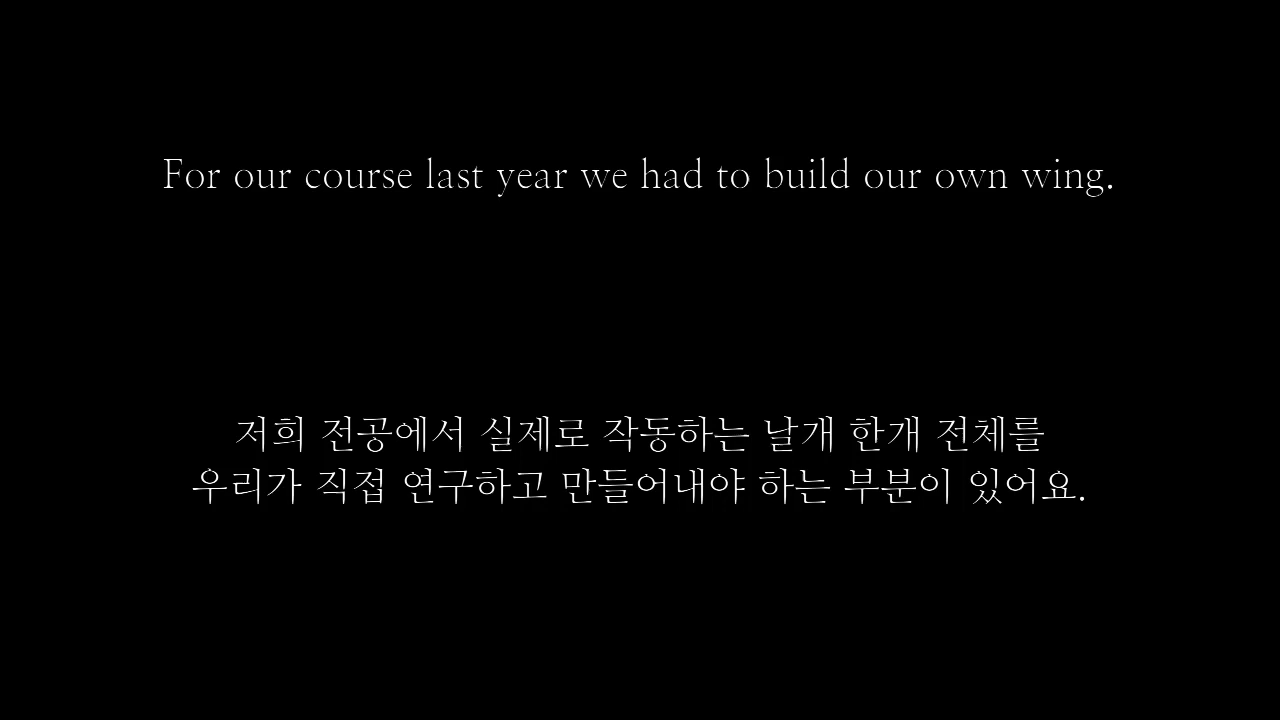 For our course last year we had to build our own wing.
저희 전공에서 실제로 작동하는 날개 한개 전체를
우리가 직접 연구하고 만들어내야 하는 부분이 있어요.